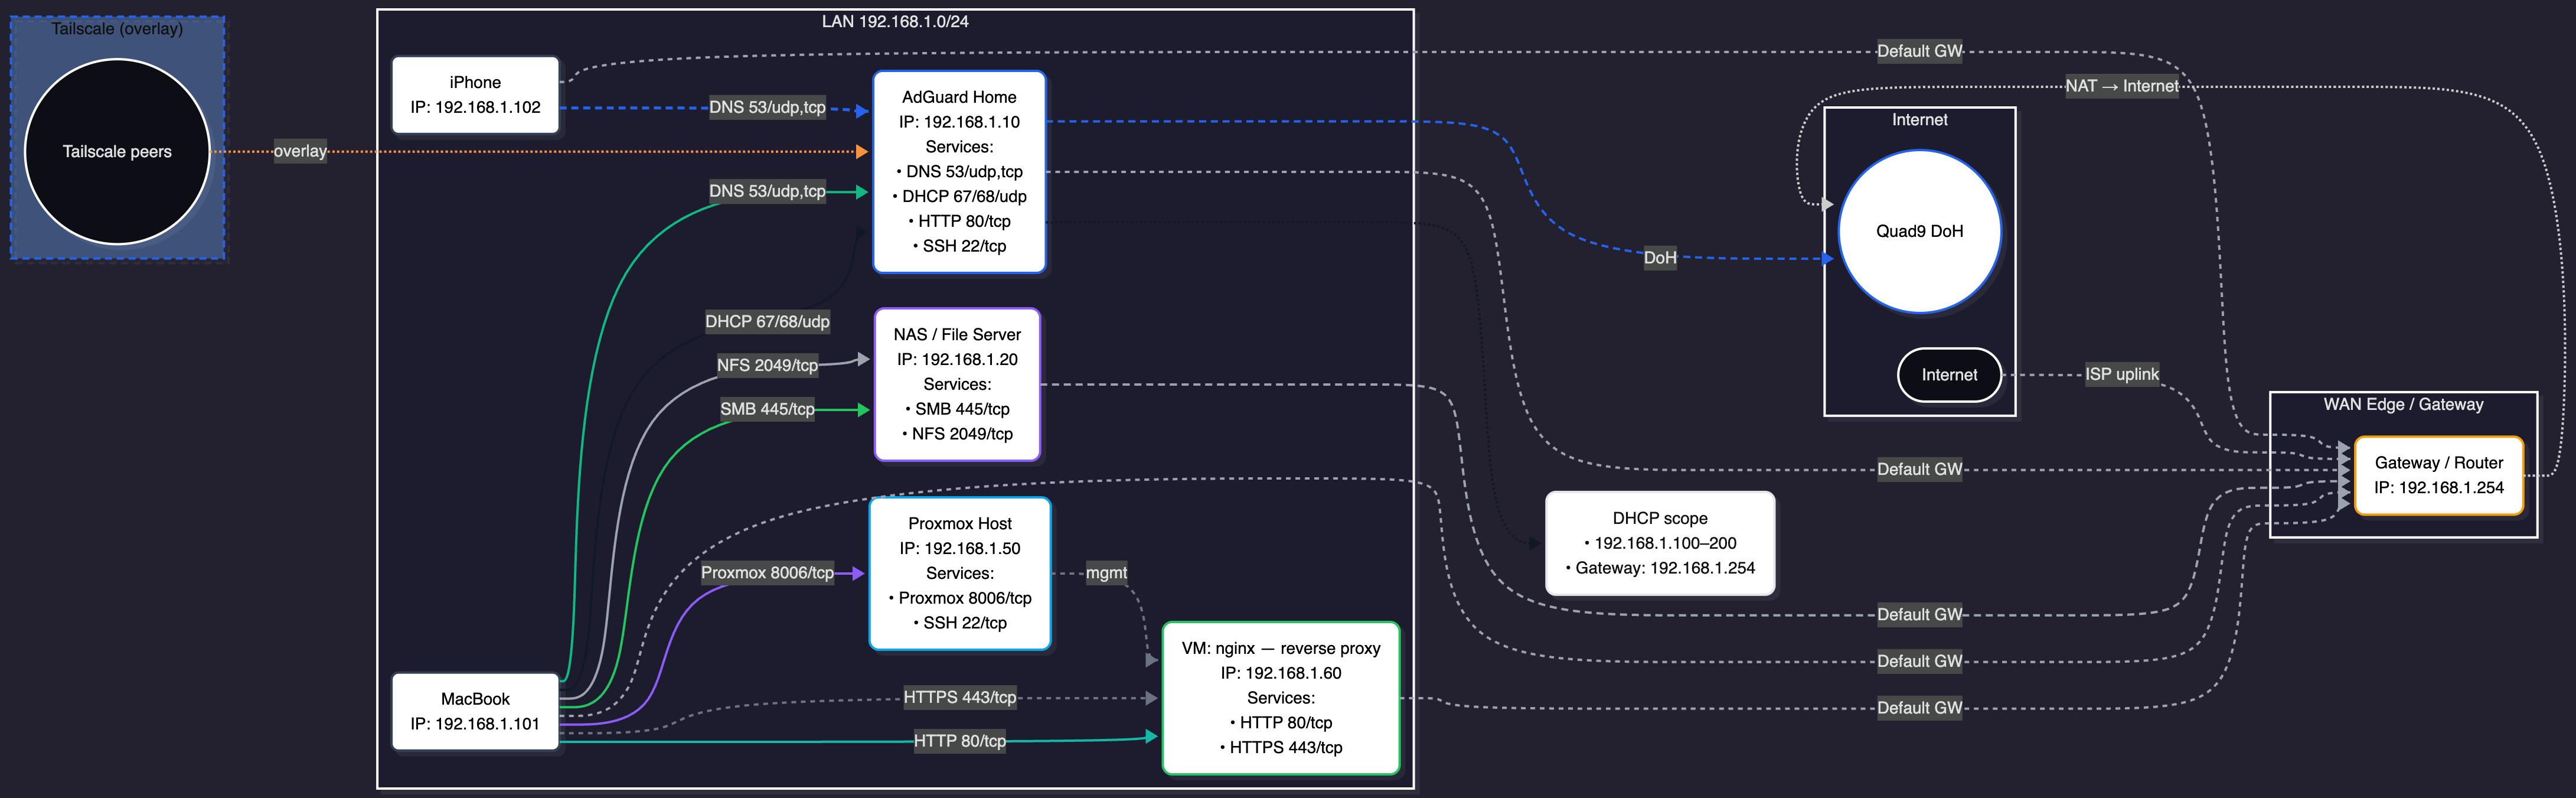 Tailscale (overlay)
Tailscale peers
overlay
LAN 192.168.1.0/24
iPhone
IP: 192.168.1.102
DNS 53/udp,tcp
DNS 53/udp,tcp
DHCP 67/68/udp
NFS 2049/tcp
SMB 445/tcp
Proxmox 8006/tcp
HTTPS 443/tcp
HTTP 80/tcp
MacBook
IP: 192.168.1.101
AdGuard Home
IP: 192.168.1.10
Services:
• DNS 53/udp,tcp
• DHCP 67/68/udp
• HTTP 80/tcp
• SSH 22/tcp
NAS / File Server
IP: 192.168.1.20
Services:
• SMB 445/tcp
• NFS 2049/tcp
Proxmox Host
IP: 192.168.1.50
Services:
• Proxmox 8006/tcp
• SSH 22/tcp
mgmt
VM: nginx — reverse proxy
IP: 192.168.1.60
Services:
• HTTP 80/tcp
• HTTPS 443/tcp
DoH
DHCP scope
• 192.168.1.100–200
• Gateway: 192.168.1.254
Default GW
NAT → Internet
Internet
Quad9 DoH
Internet
ISP uplink
Default GW
Default GW
Default GW
Default GW
WAN Edge / Gateway
Gateway / Router
IP: 192.168.1.254